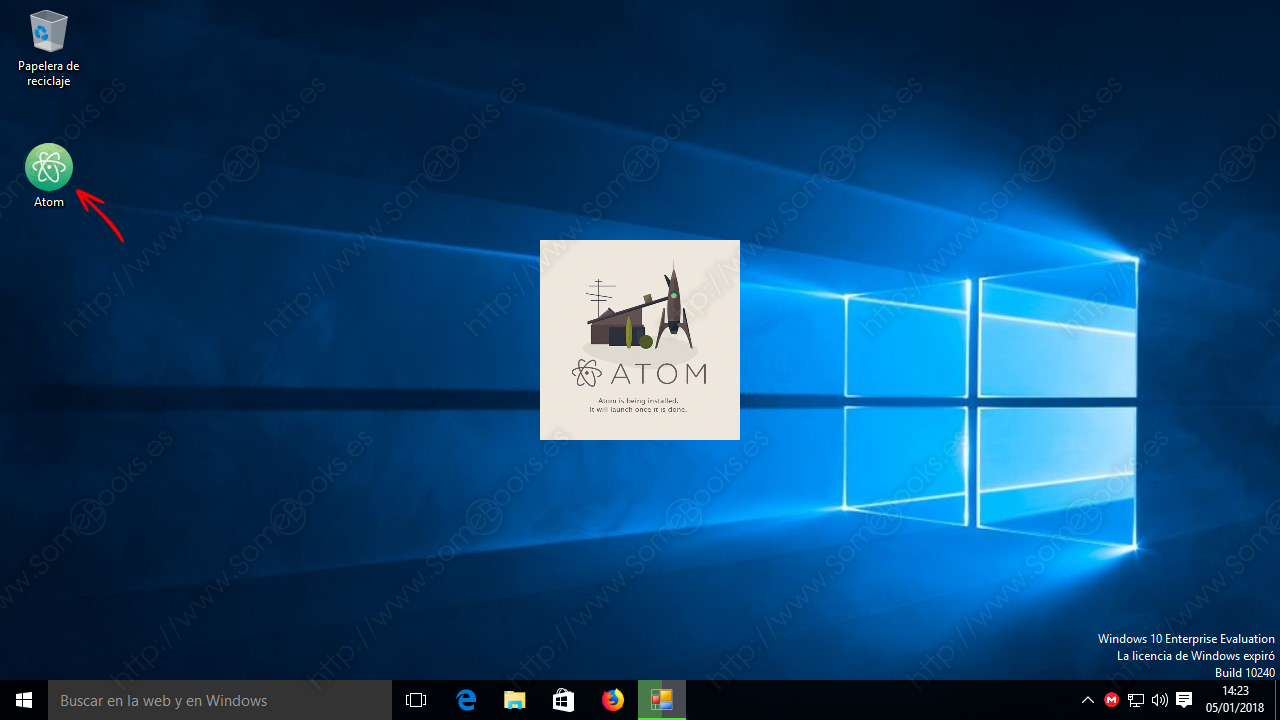 Papelera de
reciclaje
Atom
ATOM
Atom is being installed.
It will launch once it is done.
http://www.SomeBooks.es
Windows 10 Enterprise Evaluation
La licencia de Windows expiró
Build 10240
Buscar en la web y en Windows
14:23
05/01/2018